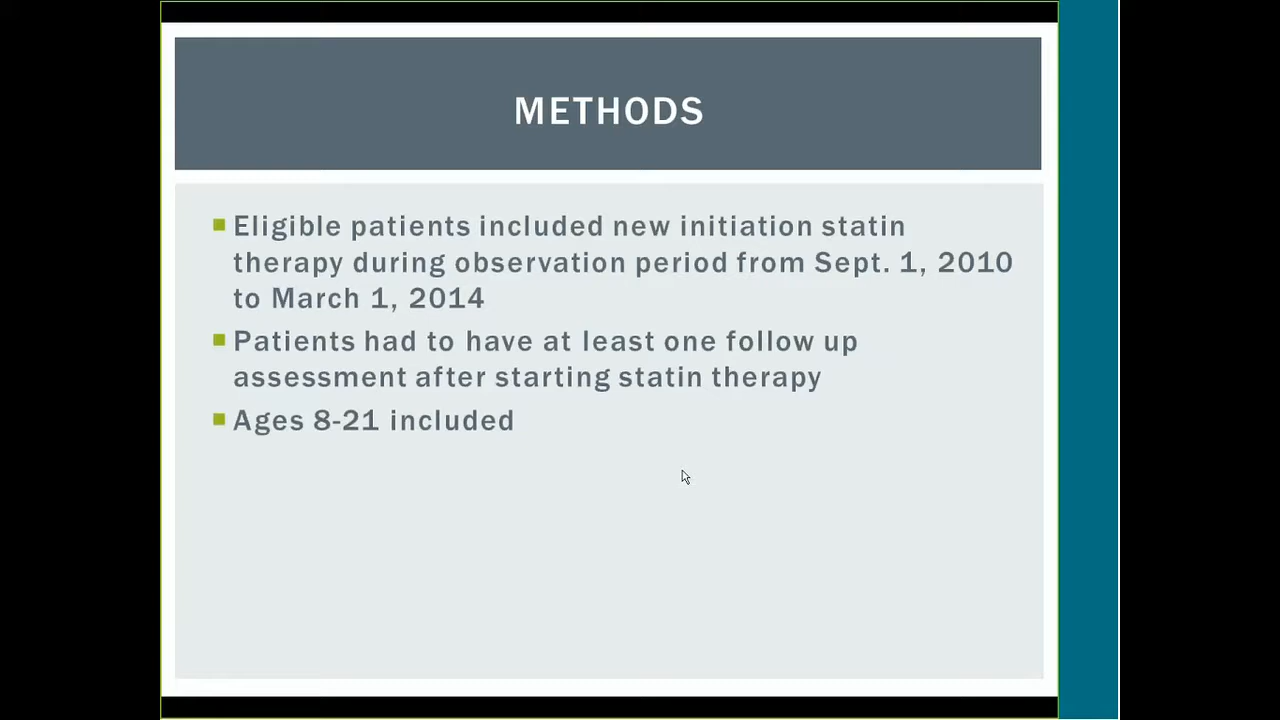 METHODS
Eligible patients included new initiation statin
therapy during observation period from Sept. 1, 2010
to March 1, 2014
Patients had to have at least one follow up
assessment after starting statin therapy
Ages 8-21 included